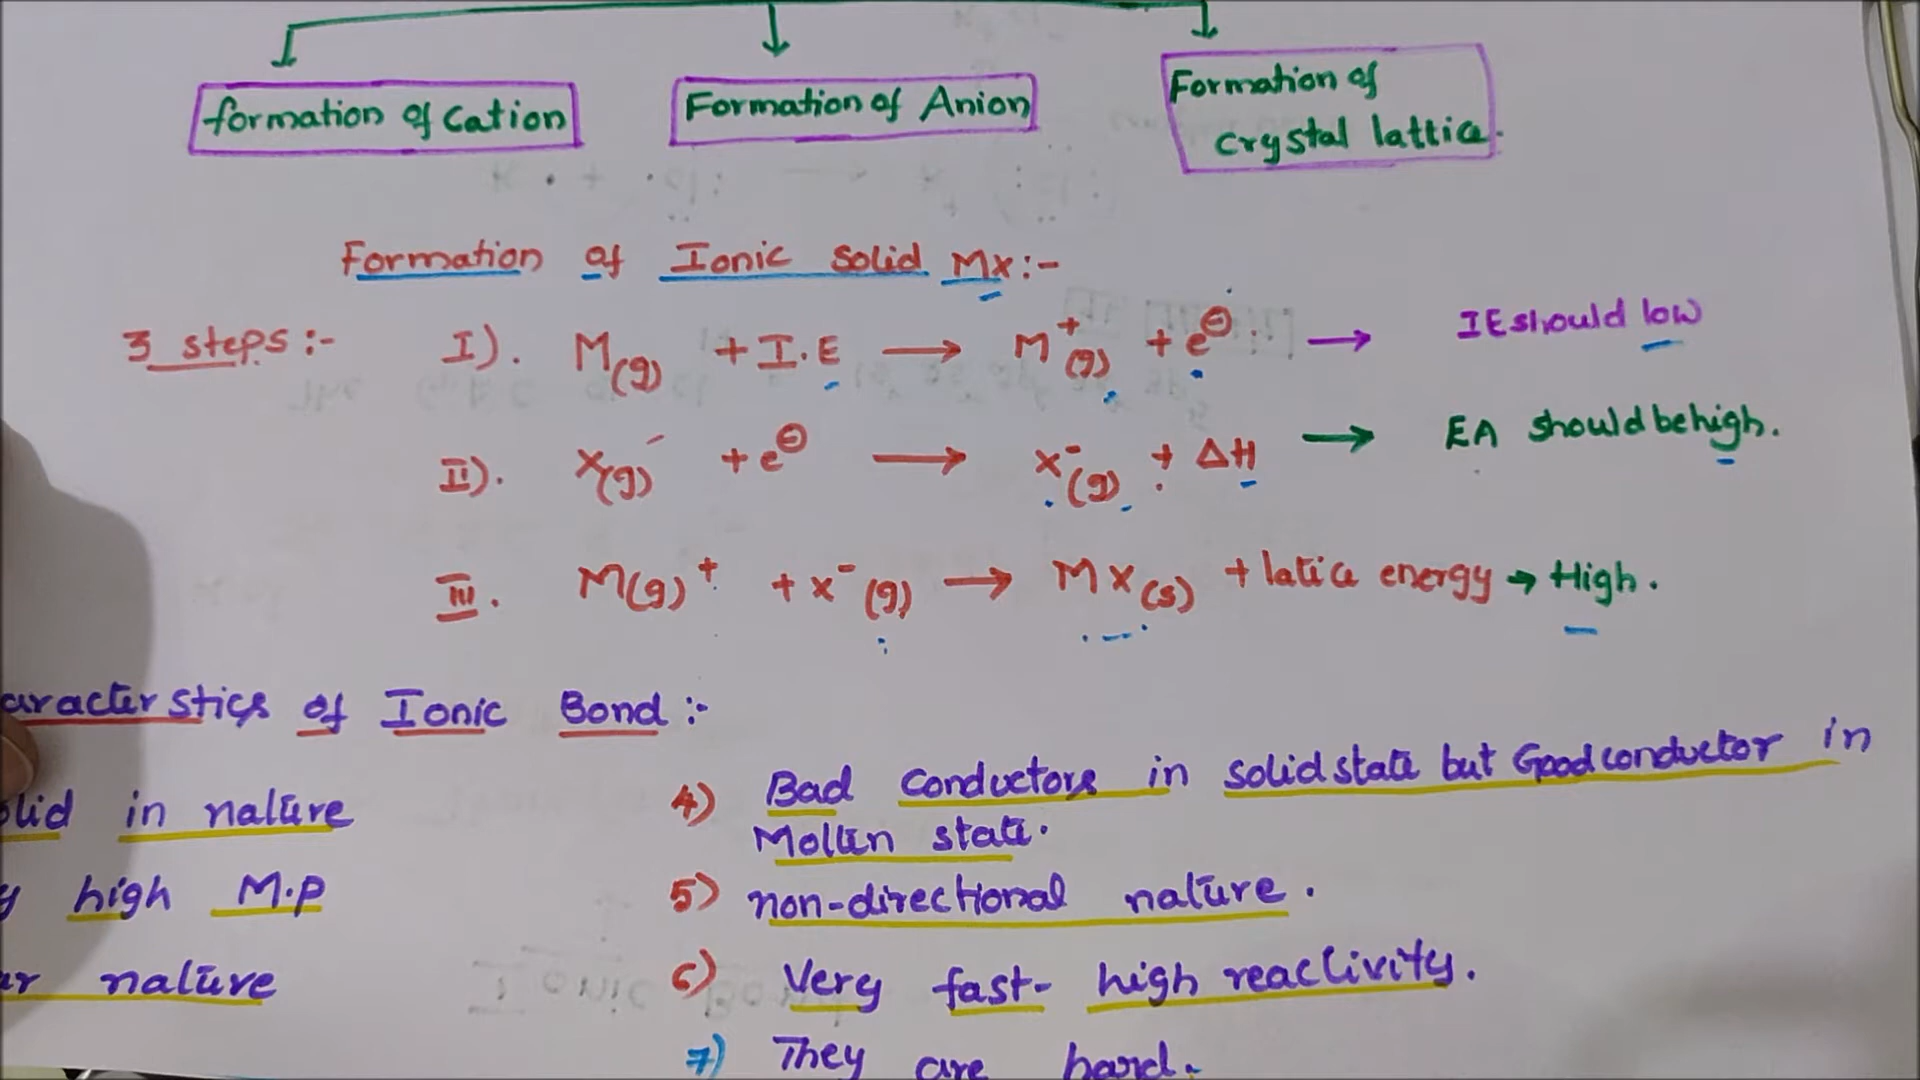 formation of Cation
Formation of Anion
Formation of
crystal lattice.
Formation of Ionic Solid Mx:-
3 steps:- I). M(g) + I.E → M⁺(g) + e⊖ → IE should low
II). x(g) + e⊖ → x⁻(g) + ΔH → EA should be high.
III. M(g)⁺ + x⁻(g) → MX(s) + latice energy → High.
aracterstics of Ionic Bond :-
olid in nature
y high M.p
ar nature
4) Bad Conductors in solid state but Good conductor in
Molten state.
5) non-directional nature.
6) Very fast- high reactivity.
7) They are hard.